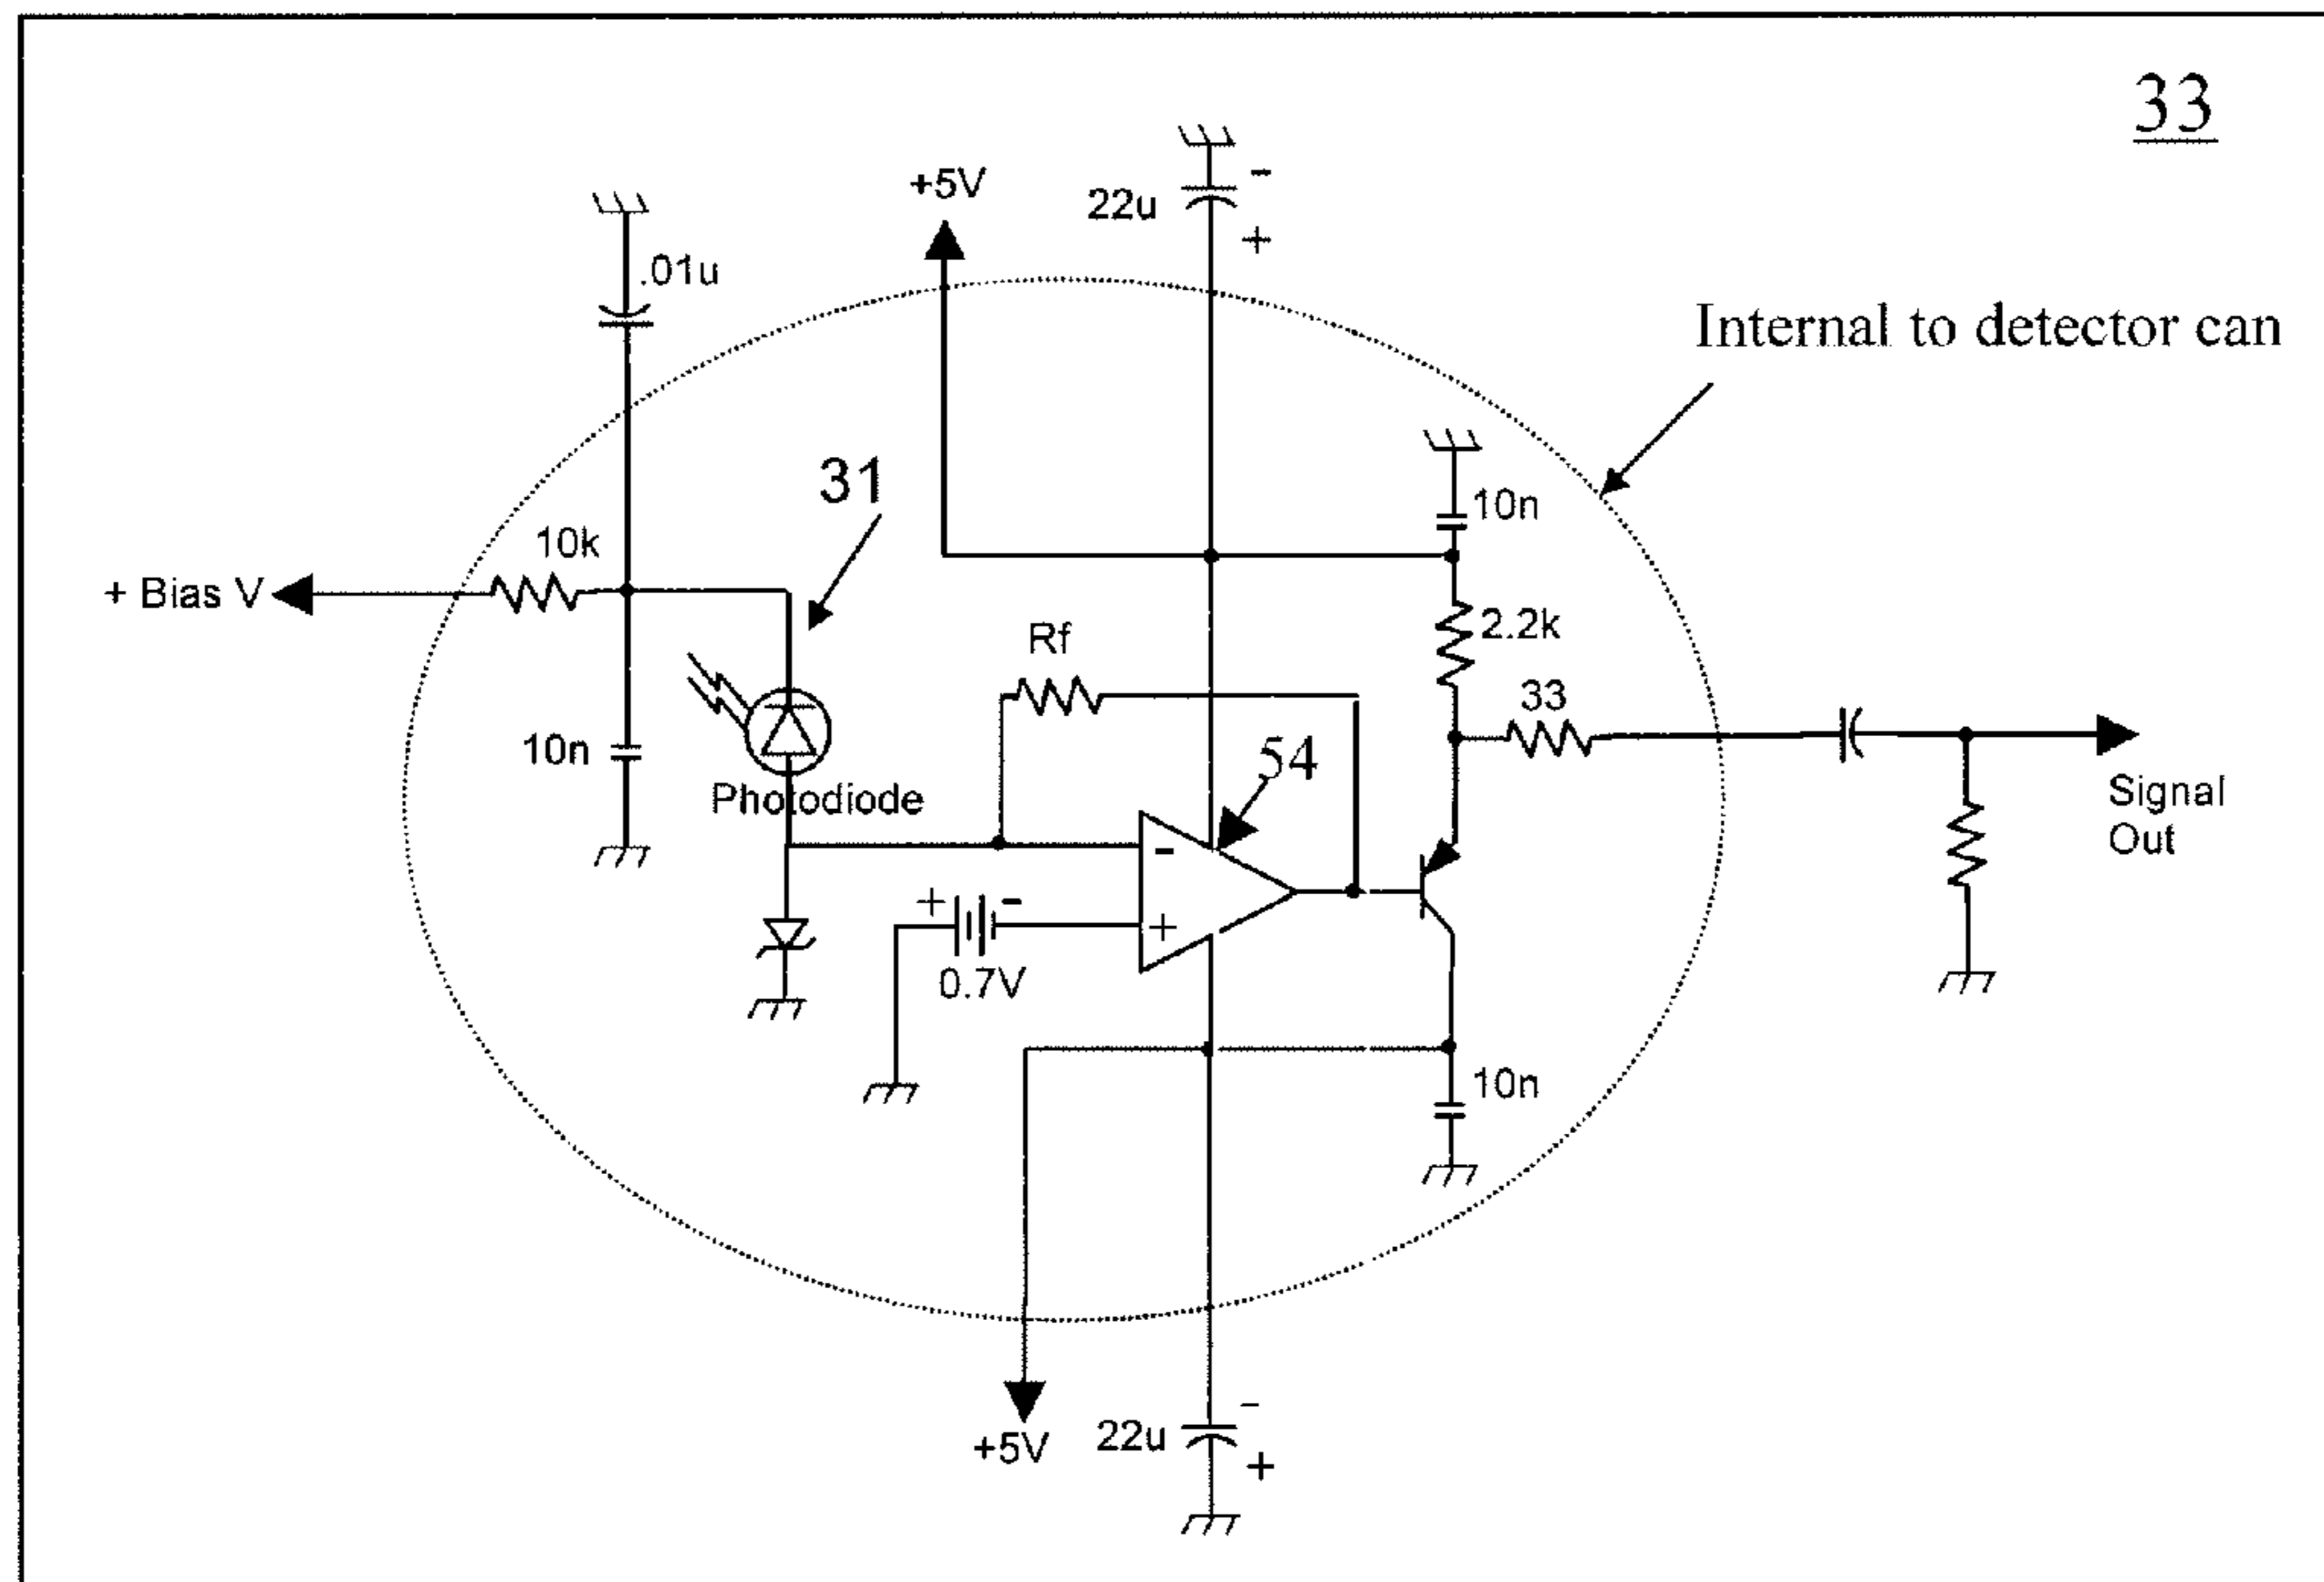 33
+5V
22u
-
+
.01u
Internal to detector can
31
10n
10k
+ Bias V
2.2k
Rf
33
10n
54
Photodiode
Signal
Out
-
+
-
+
0.7V
10n
-
+5V
22u
+